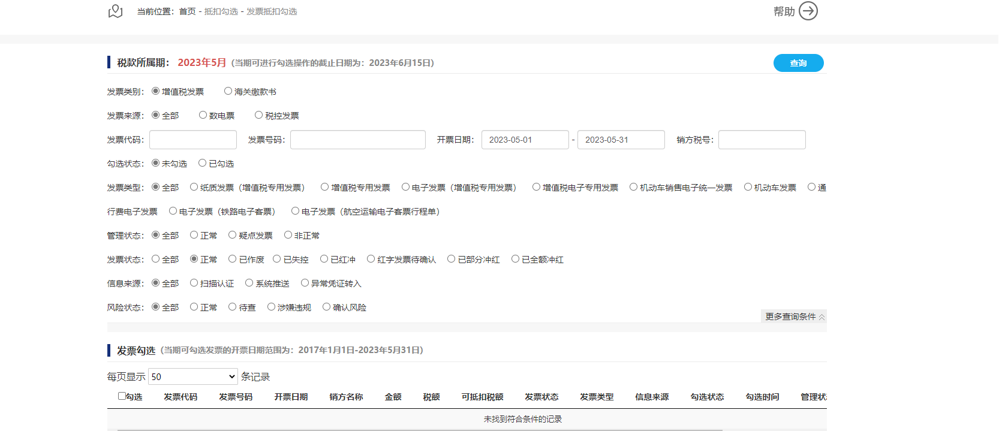 当前位置：首页 - 抵扣勾选 - 发票抵扣勾选
帮助
税款所属期： 2023年5月（当期可进行勾选操作的截止日期为：2023年6月15日）
查询
发票类别： 增值税发票 海关缴款书
发票来源： 全部 数电票 税控发票
发票代码： 发票号码： 开票日期： 2023-05-01 - 2023-05-31 销方税号：
勾选状态： 未勾选 已勾选
发票类型： 全部 纸质发票（增值税专用发票） 增值税专用发票 电子发票（增值税专用发票） 增值税电子专用发票 机动车销售电子统一发票 机动车发票 通
行费电子发票 电子发票（铁路电子客票） 电子发票（航空运输电子客票行程单）
管理状态： 全部 正常 疑点发票 非正常
发票状态： 全部 正常 已作废 已失控 已红冲 红字发票待确认 已部分冲红 已全额冲红
信息来源： 全部 扫描认证 系统推送 异常凭证转入
风险状态： 全部 正常 待查 涉嫌违规 确认风险
更多查询条件
发票勾选（当期可勾选发票的开票日期范围为：2017年1月1日-2023年5月31日）
每页显示 50 条记录
勾选 发票代码 发票号码 开票日期 销方名称 金额 税额 可抵扣税额 发票状态 发票类型 信息来源 勾选状态 勾选时间 管理状
未找到符合条件的记录